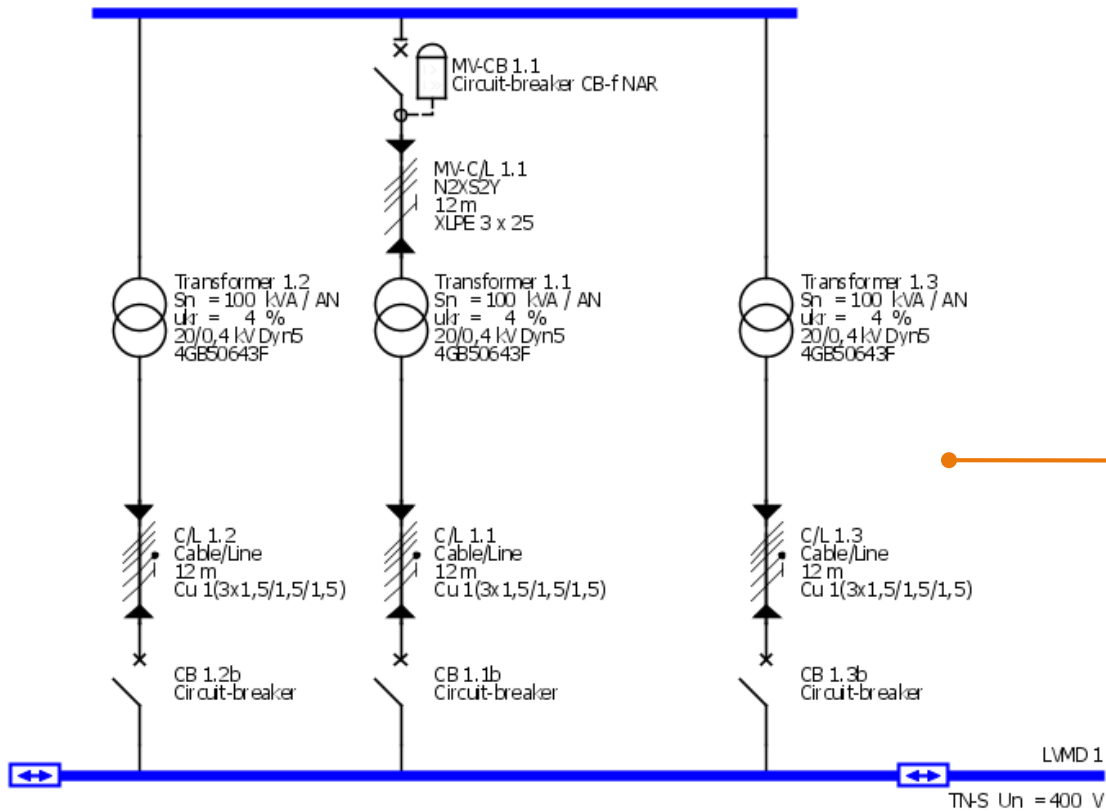 MV-CB 1.1
Circuit-breaker CB-f NAR
MV-C/L 1.1
N2XS2Y
12 m
XLPE 3 x 25
Transformer 1.2
Sn = 100 kVA / AN
ukr = 4 %
20/0,4 kV Dyn5
4GB50643F
Transformer 1.1
Sn = 100 kVA / AN
ukr = 4 %
20/0,4 kV Dyn5
4GB50643F
Transformer 1.3
Sn = 100 kVA / AN
ukr = 4 %
20/0,4 kV Dyn5
4GB50643F
C/L 1.2
Cable/Line
12 m
Cu 1(3x1,5/1,5/1,5)
C/L 1.1
Cable/Line
12 m
Cu 1(3x1,5/1,5/1,5)
C/L 1.3
Cable/Line
12 m
Cu 1(3x1,5/1,5/1,5)
CB 1.2b
Circuit-breaker
CB 1.1b
Circuit-breaker
CB 1.3b
Circuit-breaker
LVMD 1
TN-S Un = 400 V